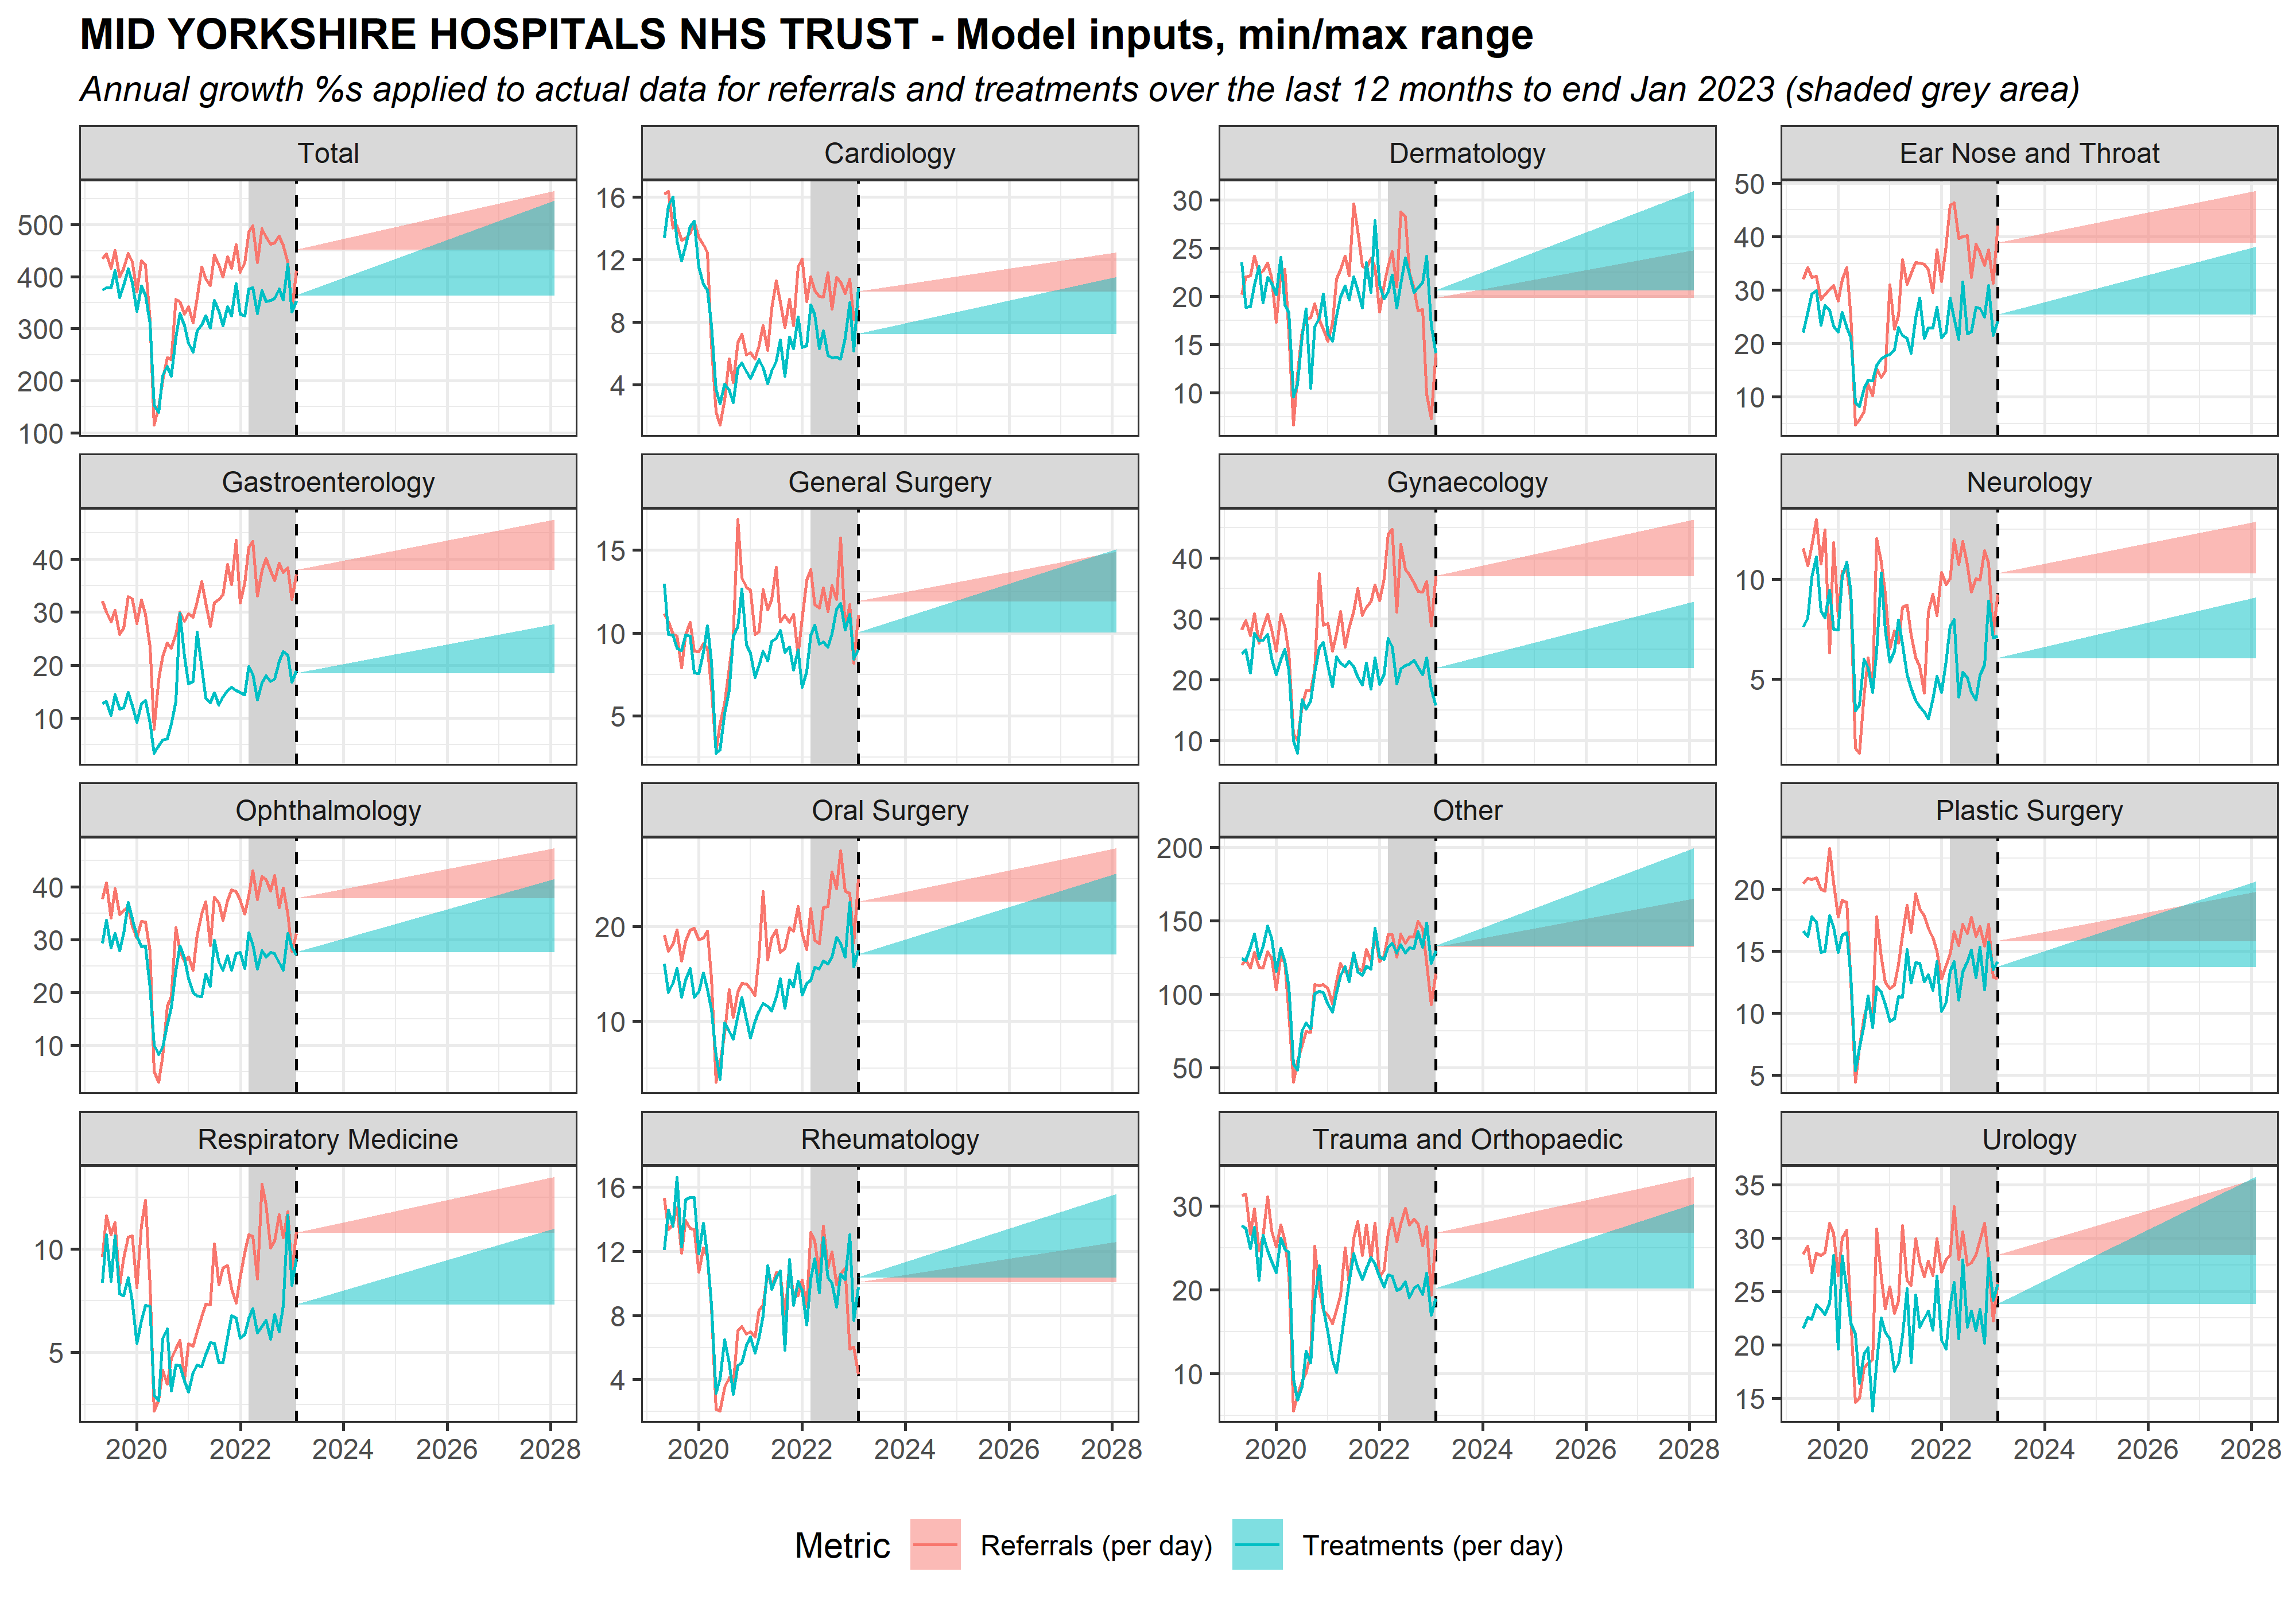 MID YORKSHIRE HOSPITALS NHS TRUST - Model inputs, min/max range
Annual growth %s applied to actual data for referrals and treatments over the last 12 months to end Jan 2023 (shaded grey area)
Total
Cardiology
Dermatology
Ear Nose and Throat
500
400
300
200
100
16
12
8
4
30
25
20
15
10
50
40
30
20
10
Gastroenterology
General Surgery
Gynaecology
Neurology
40
30
20
10
15
10
5
40
30
20
10
10
5
Ophthalmology
Oral Surgery
Other
Plastic Surgery
40
30
20
10
20
10
200
150
100
50
20
15
10
5
Respiratory Medicine
Rheumatology
Trauma and Orthopaedic
Urology
10
5
16
12
8
4
30
20
10
35
30
25
20
15
2020 2022 2024 2026 2028
2020 2022 2024 2026 2028
2020 2022 2024 2026 2028
2020 2022 2024 2026 2028
Metric Referrals (per day) Treatments (per day)